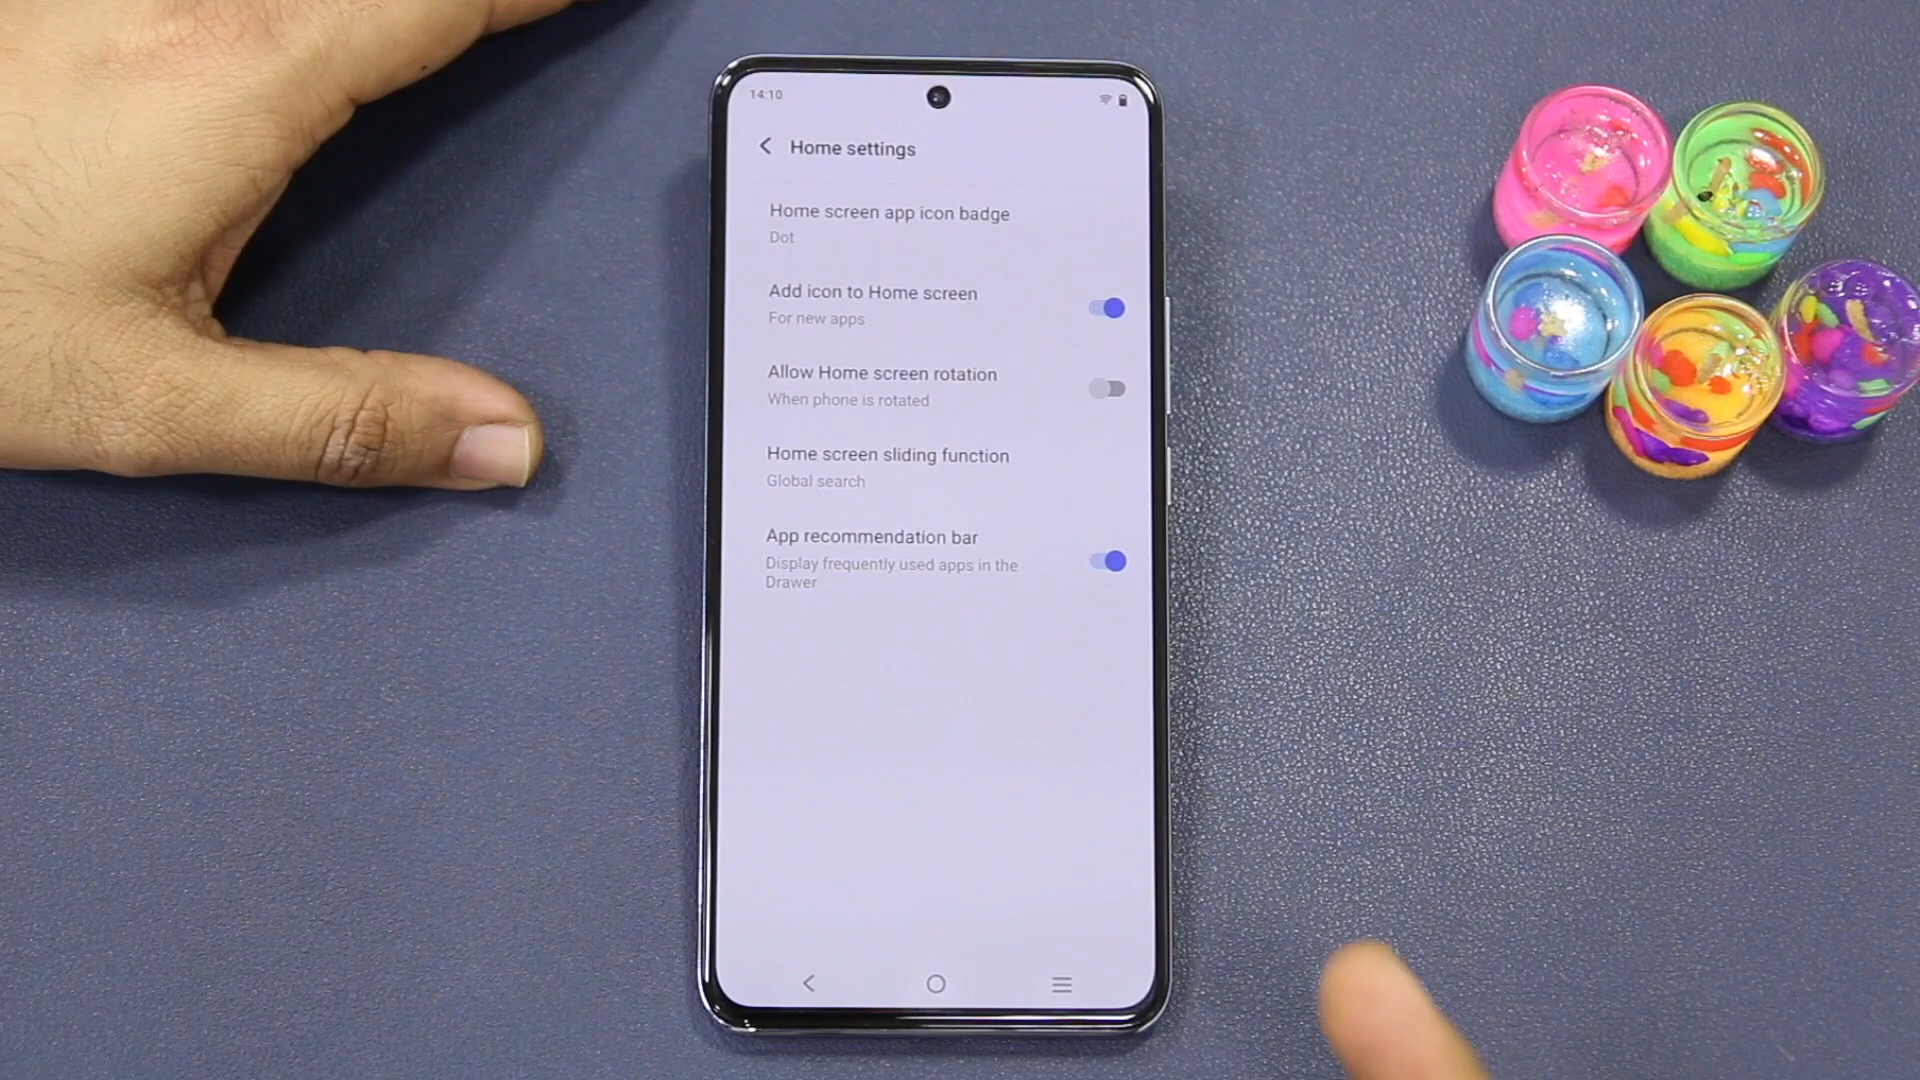 14:10
Home settings
Home screen app icon badge
Dot
Add icon to Home screen
For new apps
Allow Home screen rotation
When phone is rotated
Home screen sliding function
Global search
App recommendation bar
Display frequently used apps in the
Drawer